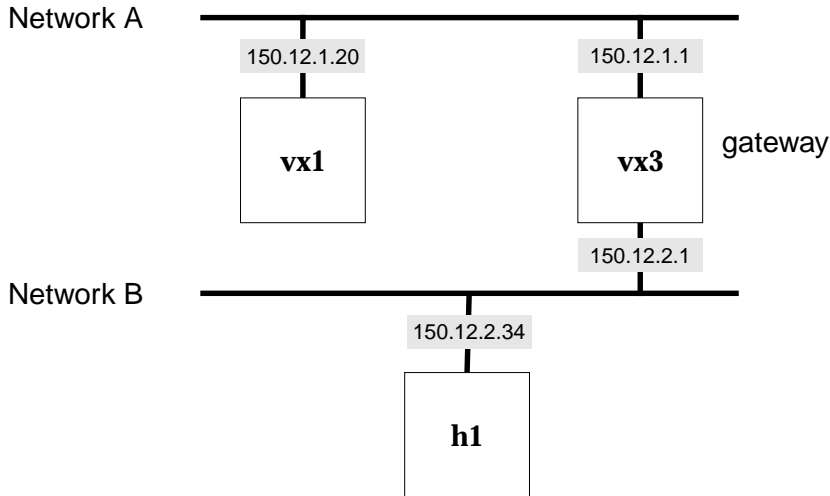 Network A
150.12.1.20
150.12.1.1
vx1
vx3
gateway
150.12.2.1
Network B
150.12.2.34
h1